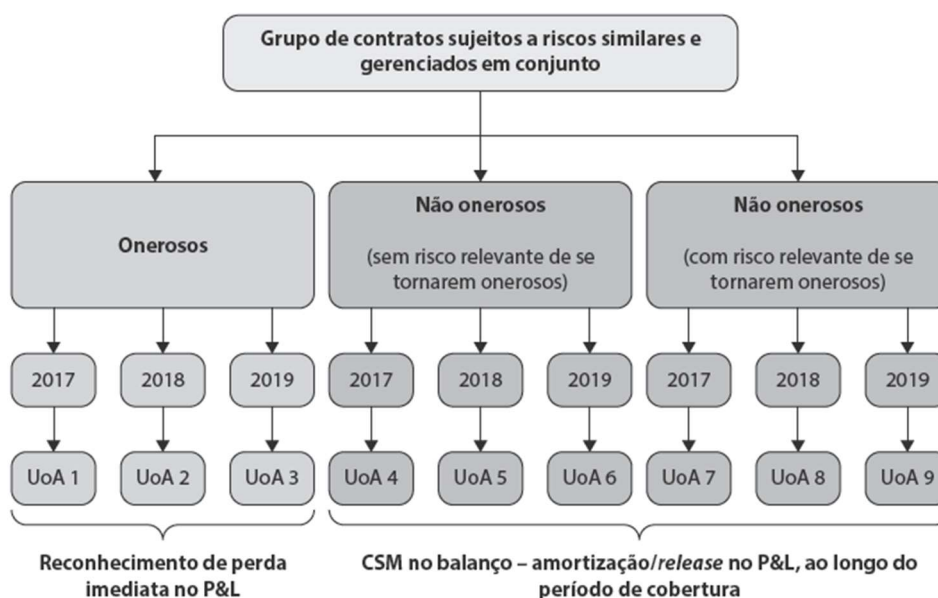 Grupo de contratos sujeitos a riscos similares e
gerenciados em conjunto
Onerosos
Não onerosos
(sem risco relevante de se
tornarem onerosos)
Não onerosos
(com risco relevante de se
tornarem onerosos)
2017
2018
2019
2017
2018
2019
2017
2018
2019
UoA 1
UoA 2
UoA 3
UoA 4
UoA 5
UoA 6
UoA 7
UoA 8
UoA 9
Reconhecimento de perda
imediata no P&L
CSM no balanço – amortização/release no P&L, ao longo do
período de cobertura